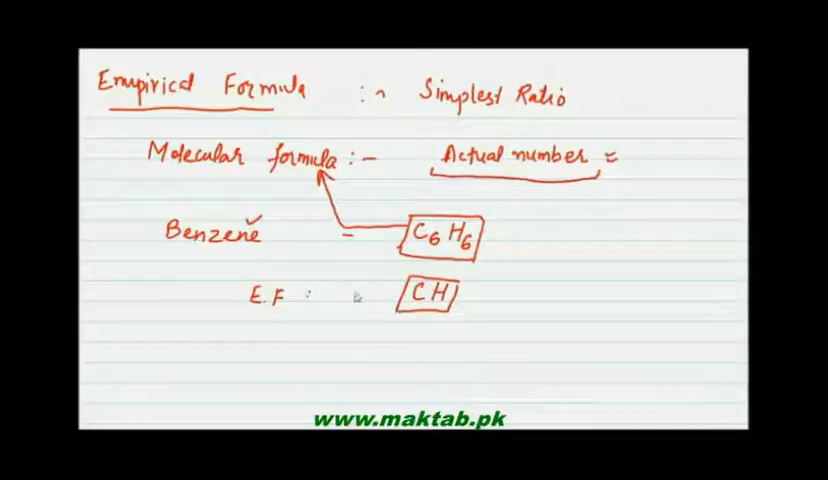 Empirical Formula :- Simplest Ratio
Molecular formula :- Actual number =
Benzene = C6H6
E.F : CH
www.maktab.pk